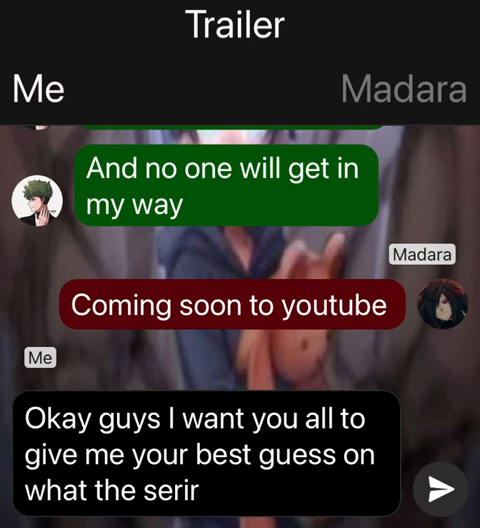 Trailer
Me
Madara
And no one will get in
my way
Madara
Coming soon to youtube
Me
Okay guys I want you all to
give me your best guess on
what the serir